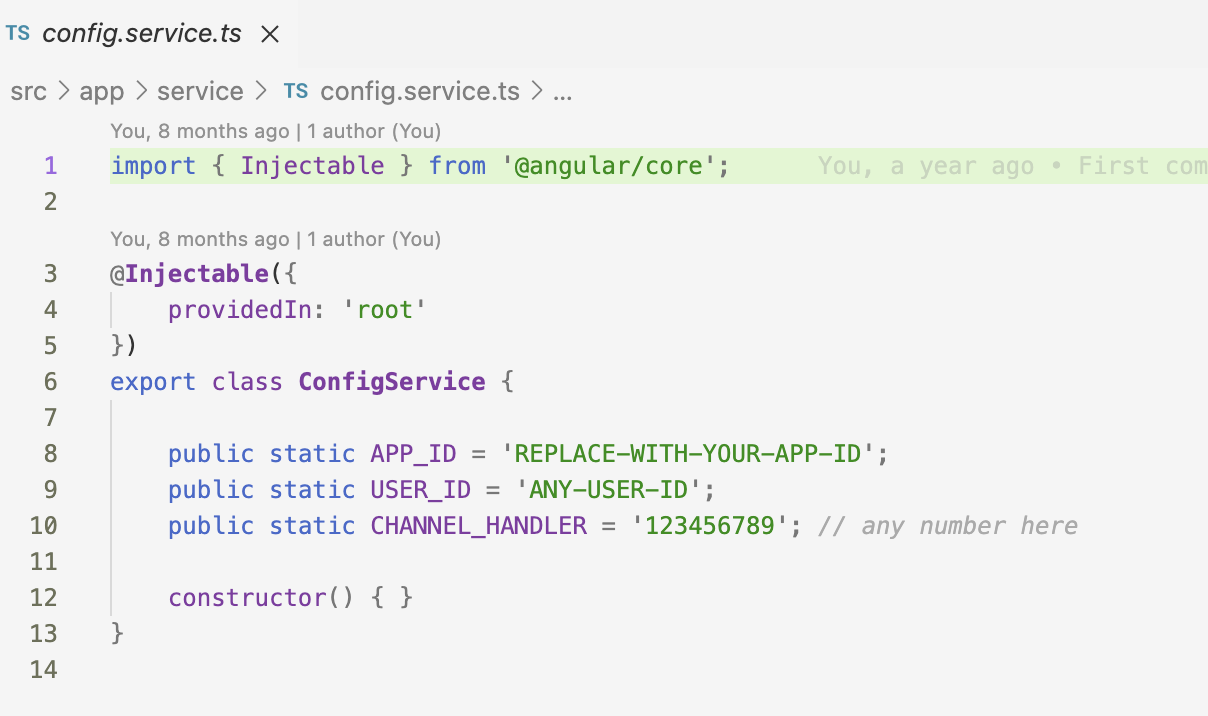 TS config.service.ts ×
src > app > service > TS config.service.ts > ...
You, 8 months ago | 1 author (You)
1 import { Injectable } from '@angular/core'; You, a year ago • First com
2
You, 8 months ago | 1 author (You)
3 @Injectable({
4     providedIn: 'root'
5 })
6 export class ConfigService {
7
8     public static APP_ID = 'REPLACE-WITH-YOUR-APP-ID';
9     public static USER_ID = 'ANY-USER-ID';
10     public static CHANNEL_HANDLER = '123456789'; // any number here
11
12     constructor() { }
13 }
14